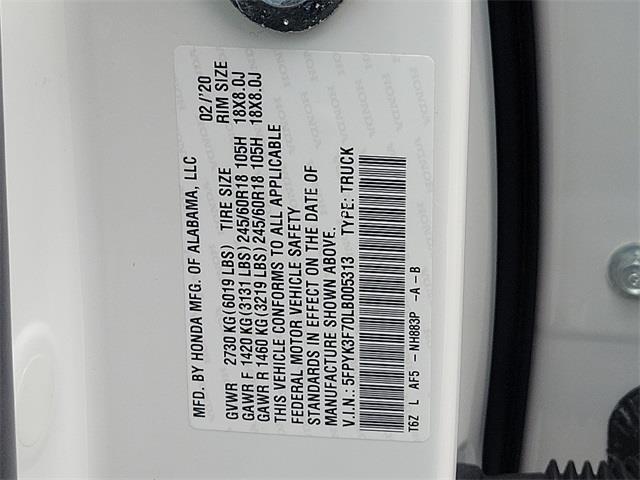 MFD. BY HONDA MFG. OF ALABAMA, LLC 02/'20
GVWR 2730 KG(6019 LBS) TIRE SIZE RIM SIZE
GAWR F 1420 KG(3131 LBS)245/60R18 105H 18X8.0J
GAWR R 1460 KG(3219 LBS)245/60R18 105H 18X8.0J
THIS VEHICLE CONFORMS TO ALL APPLICABLE
FEDERAL MOTOR VEHICLE SAFETY
STANDARDS IN EFFECT ON THE DATE OF
MANUFACTURE SHOWN ABOVE.
V.I.N.: 5FPYK3F70LB005313 TYPE: TRUCK
T6Z L AF5 -NH883P -A -B